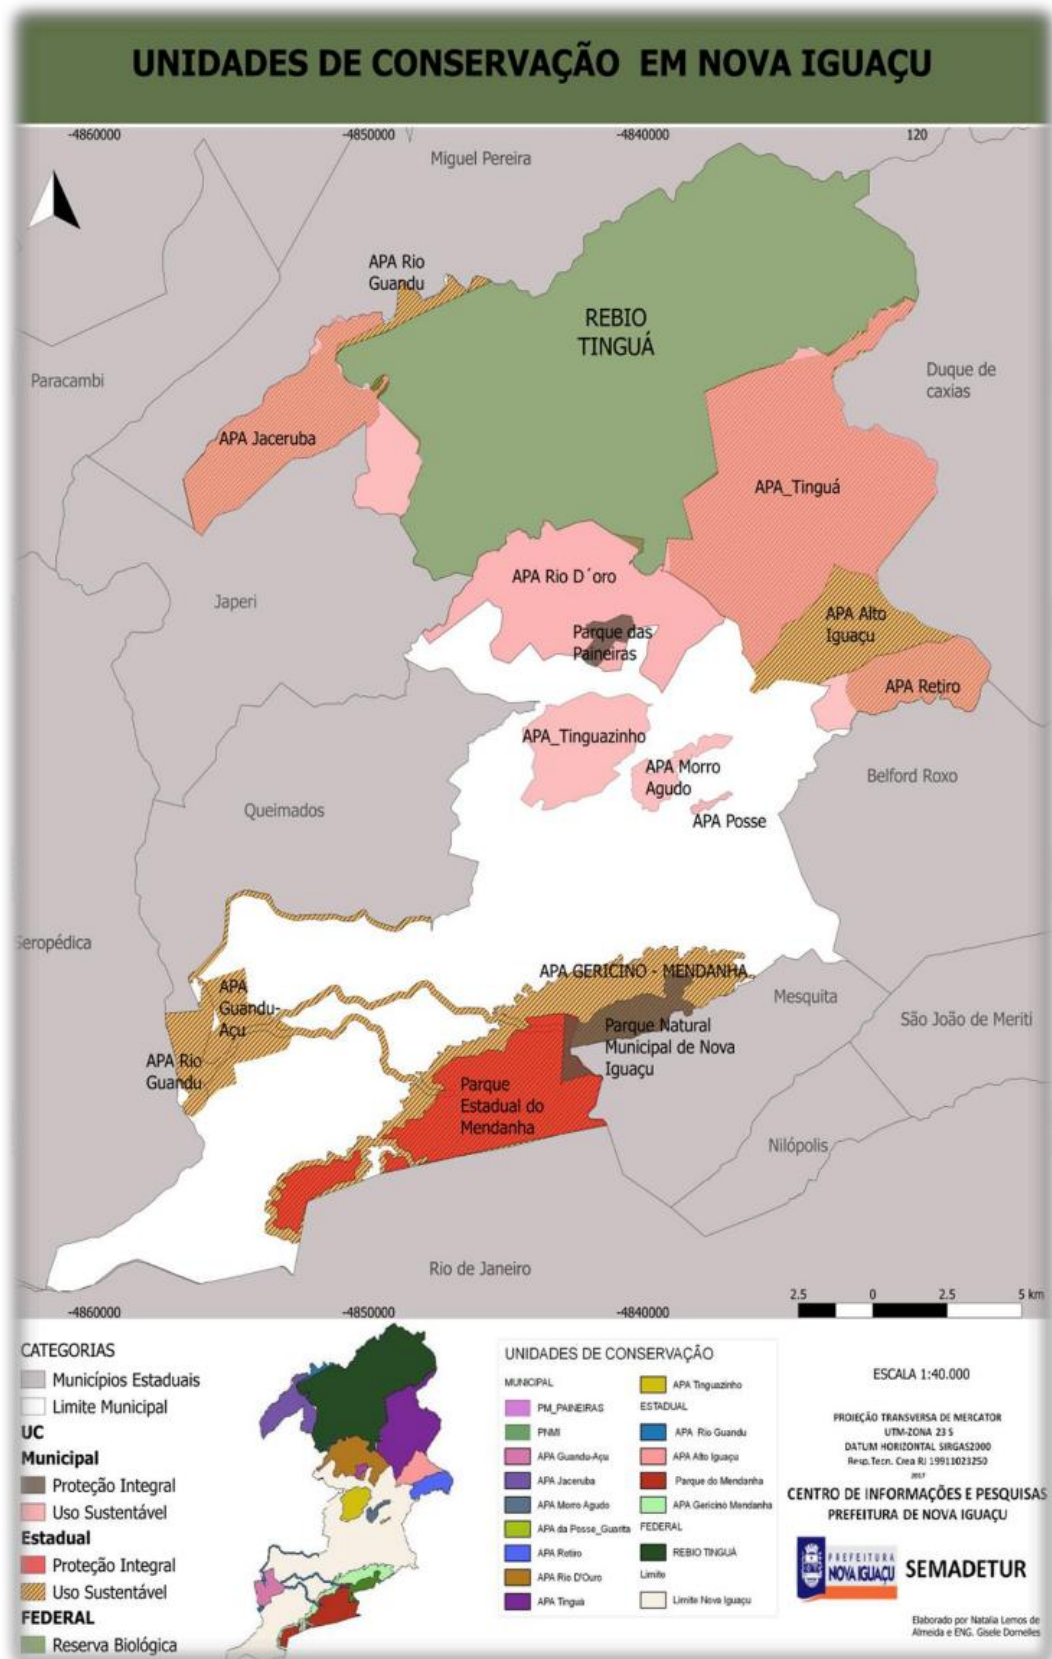 UNIDADES DE CONSERVAÇÃO EM NOVA IGUAÇU
-4860000
-4850000
-4840000
120
Miguel Pereira
APA Rio
Guandu
REBIO
TINGUÁ
Paracambi
Duque de
caxias
APA Jaceruba
APA_Tinguá
APA Rio D´oro
Japeri
APA Alto
Iguaçu
Parque das
Paineiras
APA Retiro
APA_Tinguazinho
APA Morro
Agudo
Belford Roxo
Queimados
APA Posse
Seropédica
APA GERICINO - MENDANHA
APA
Guandu-
Açu
Mesquita
São João de Meriti
Parque Natural
Municipal de Nova
Iguaçu
APA Rio
Guandu
Parque
Estadual do
Mendanha
Nilópolis
Rio de Janeiro
2.5 0 2.5 5 km
-4860000
-4850000
-4840000
CATEGORIAS
Municípios Estaduais
Limite Municipal
UC
Municipal
Proteção Integral
Uso Sustentável
Estadual
Proteção Integral
Uso Sustentável
FEDERAL
Reserva Biológica
UNIDADES DE CONSERVAÇÃO
MUNICIPAL
PM_PAINEIRAS
PNMI
APA Guandu-Açu
APA Jaceruba
APA Morro Agudo
APA da Posse_Guarita
APA Retiro
APA Rio D'Ouro
APA Tinguá
APA Tinguazinho
ESTADUAL
APA Rio Guandu
APA Alto Iguaçu
Parque do Mendanha
APA Gericinó Mendanha
FEDERAL
REBIO TINGUÁ
Limite
Limite Nova Iguaçu
ESCALA 1:40.000
PROIEÇÃO TRANSVERSA DE MERCATOR
UTM-ZONA 23 S
DATUM HORIZONTAL SIRGAS2000
Resp.Tecn. Crea RJ 19911023250
2017
CENTRO DE INFORMAÇÕES E PESQUISAS
PREFEITURA DE NOVA IGUAÇU
PREFEITURA
NOVA IGUAÇU
SEMADETUR
Elaborado por Natalia Lemos de
Almeida e ENG. Gisele Dornelles